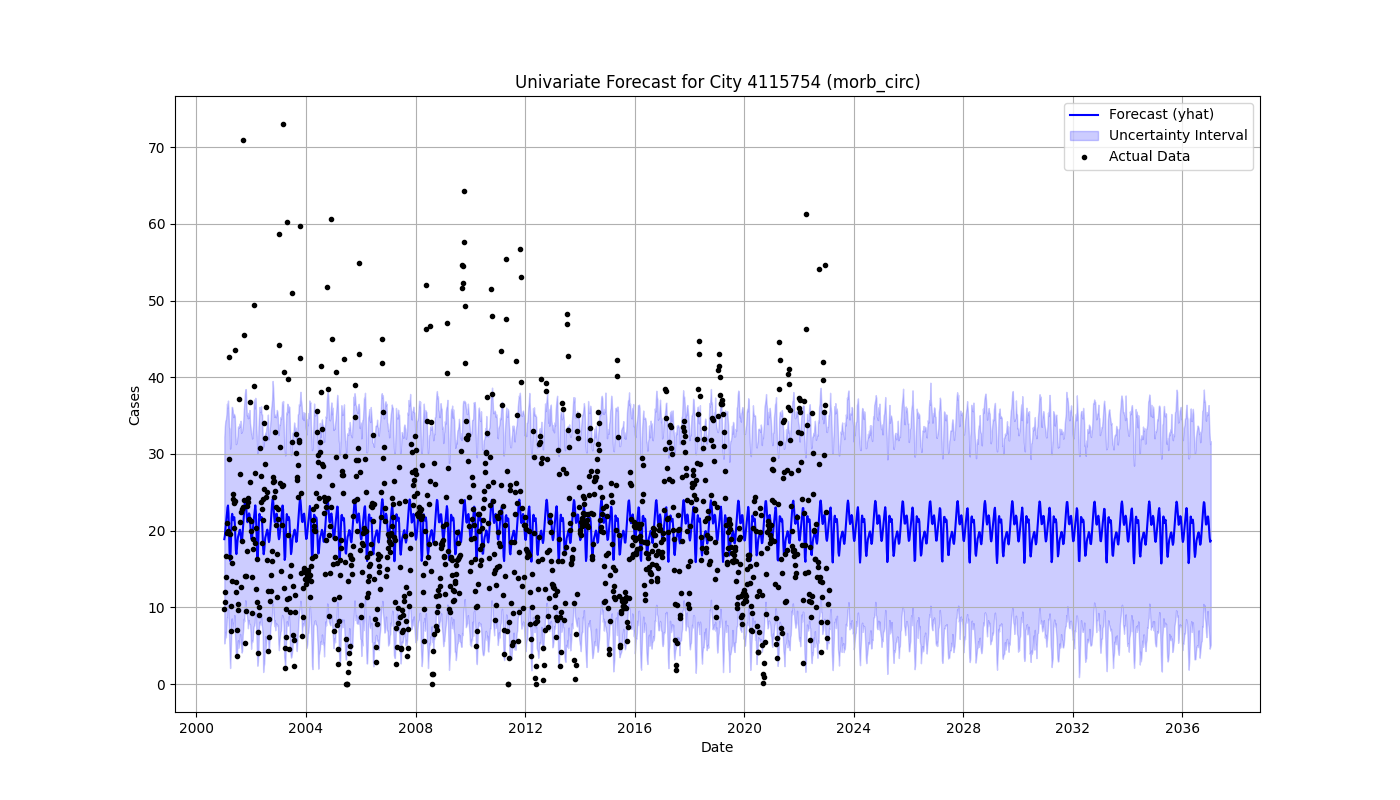 Univariate Forecast for City 4115754 (morb_circ)
Forecast (yhat)
Uncertainty Interval
Actual Data
Cases
70
60
50
40
30
20
10
0
2000 2004 2008 2012 2016 2020 2024 2028 2032 2036
Date